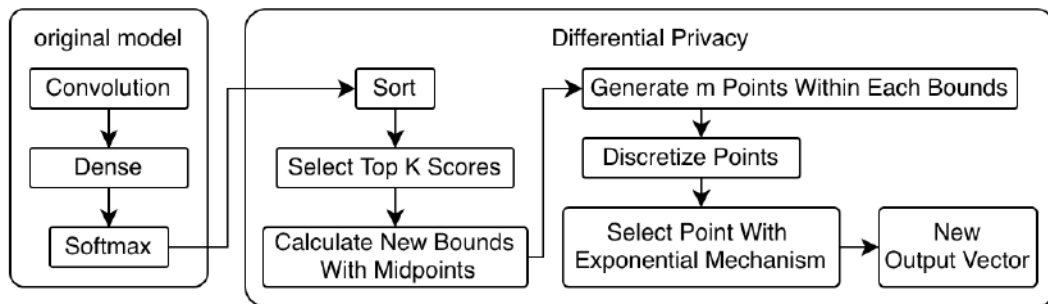 original model
Convolution
Dense
Softmax
Differential Privacy
Sort
Select Top K Scores
Calculate New Bounds
With Midpoints
Generate m Points Within Each Bounds
Discretize Points
Select Point With
Exponential Mechanism
New
Output Vector